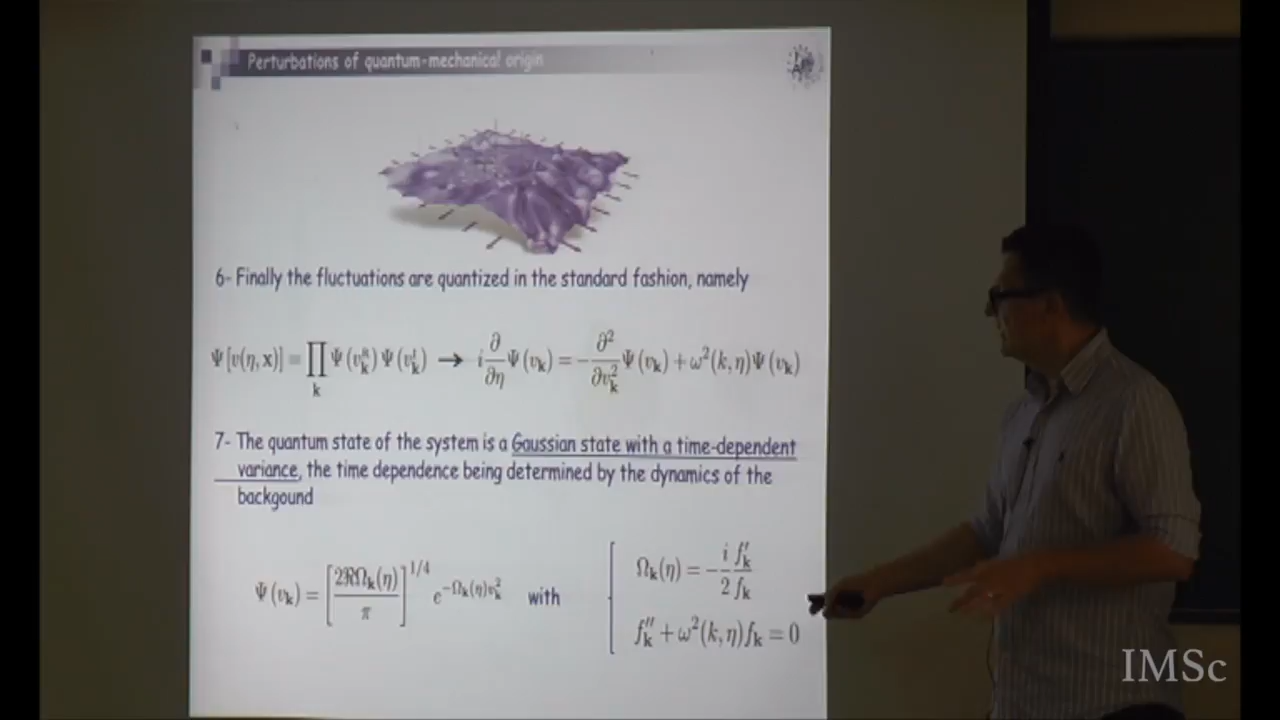 Perturbations of quantum-mechanical origin
6- Finally the fluctuations are quantized in the standard fashion, namely
Ψ[v(η, x)] = ∏_k Ψ(v_k^R) Ψ(v_k^I) → i ∂/∂η Ψ(v_k) = −∂²/∂v_k² Ψ(v_k) + ω²(k, η)Ψ(v_k)
7- The quantum state of the system is a Gaussian state with a time-dependent
variance, the time dependence being determined by the dynamics of the
backgound
Ψ(v_k) = [2ℜΩ_k(η)/π]^{1/4} e^{−Ω_k(η)v_k²} with
Ω_k(η) = −i/2 f′_k/f_k
f″_k + ω²(k, η)f_k = 0
IMSc